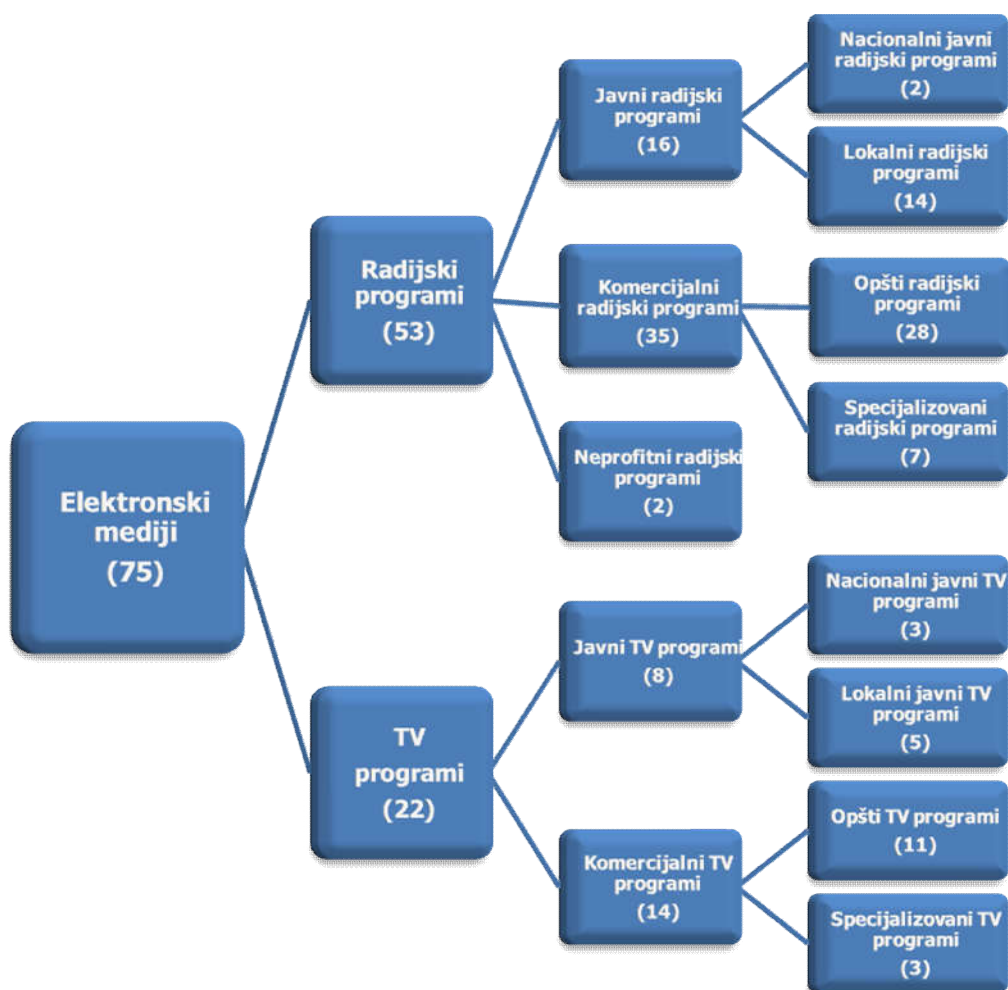 Elektronski
mediji
(75)
Radijski
programi
(53)
Javni radijski
programi
(16)
Nacionalni javni
radijski programi
(2)
Lokalni radijski
programi
(14)
Komercijalni
radijski programi
(35)
Opšti radijski
programi
(28)
Specijalizovani
radijski programi
(7)
Neprofitni radijski
programi
(2)
TV
programi
(22)
Javni TV programi
(8)
Nacionalni javni TV
programi
(3)
Lokalni javni TV
programi
(5)
Komercijalni TV
programi
(14)
Opšti TV programi
(11)
Specijalizovani TV
programi
(3)